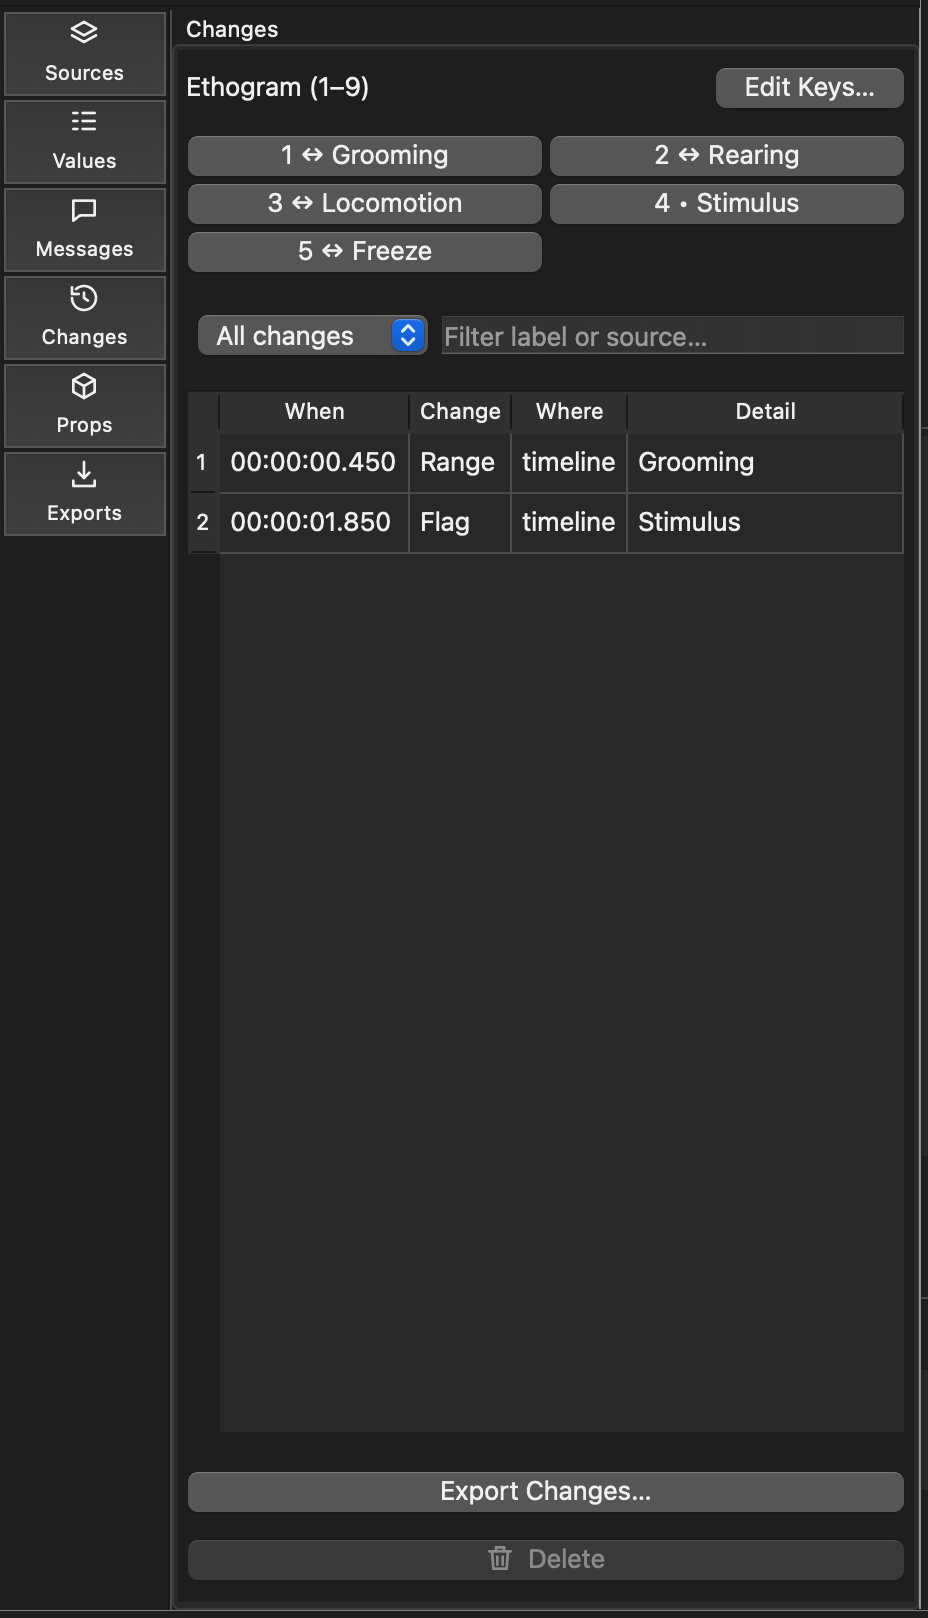 Sources
Values
Messages
Changes
Props
Exports
Changes
Ethogram (1–9)
Edit Keys...
1 ↔ Grooming
2 ↔ Rearing
3 ↔ Locomotion
4 • Stimulus
5 ↔ Freeze
All changes
Filter label or source...
When Change Where Detail
1 00:00:00.450 Range timeline Grooming
2 00:00:01.850 Flag timeline Stimulus
Export Changes...
Delete